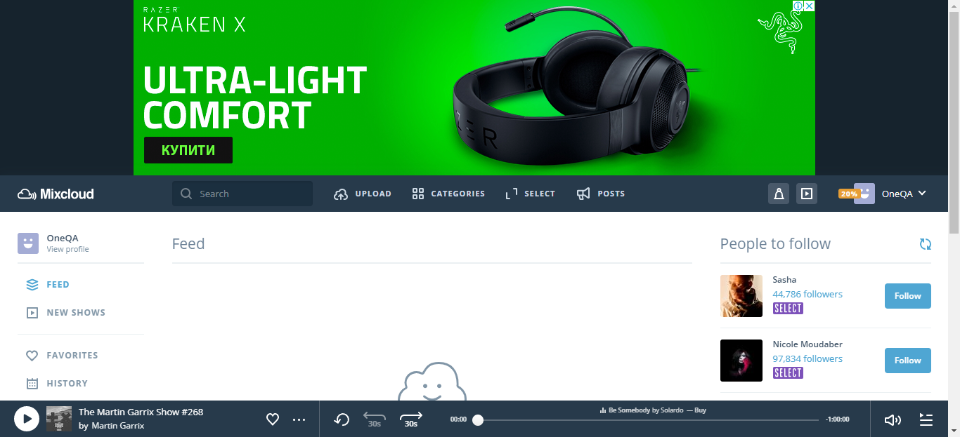 RAZER
KRAKEN X
ULTRA-LIGHT
COMFORT
КУПИТИ
Mixcloud
Search
UPLOAD
CATEGORIES
SELECT
POSTS
20%
OneQA
OneQA
View profile
FEED
NEW SHOWS
FAVORITES
HISTORY
Feed
People to follow
Sasha
44,786 followers
SELECT
Follow
Nicole Moudaber
97,834 followers
SELECT
Follow
The Martin Garrix Show #268
by Martin Garrix
30s
30s
00:00
Be Somebody by Solardo — Buy
-1:00:00